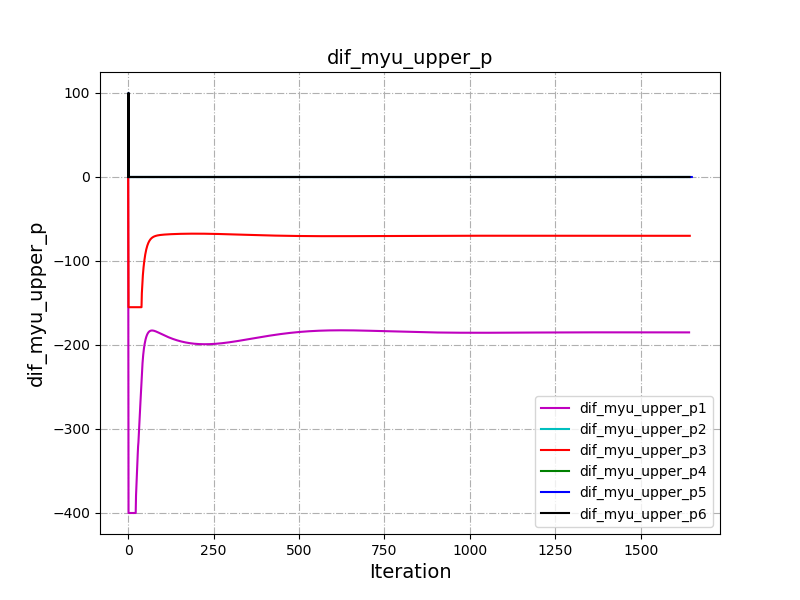 dif_myu_upper_p
100
0
−100
−200
−300
−400
dif_myu_upper_p
0 250 500 750 1000 1250 1500
Iteration
dif_myu_upper_p1
dif_myu_upper_p2
dif_myu_upper_p3
dif_myu_upper_p4
dif_myu_upper_p5
dif_myu_upper_p6